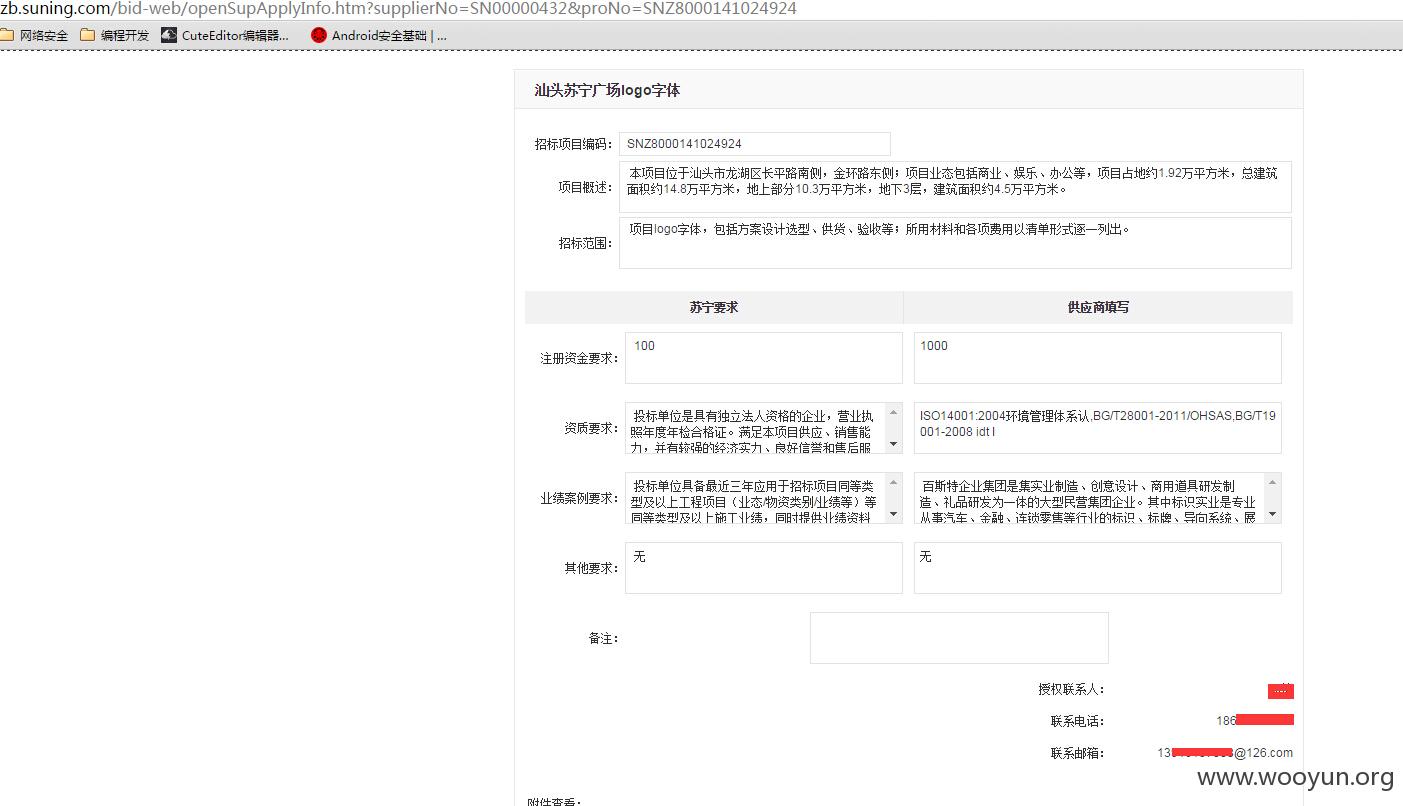 zb.suning.com/bid-web/openSupApplyInfo.htm?supplierNo=SN00000432&proNo=SNZ8000141024924
网络安全 编程开发 CuteEditor编辑器... Android安全基础 | ...
汕头苏宁广场logo字体
招标项目编码： SNZ8000141024924
项目概述： 本项目位于汕头市龙湖区长平路南侧，金环路东侧；项目业态包括商业、娱乐、办公等，项目占地约1.92万平方米，总建筑
面积约14.8万平方米，地上部分10.3万平方米，地下3层，建筑面积约4.5万平方米。
招标范围： 项目logo字体，包括方案设计选型、供货、验收等；所用材料和各项费用以清单形式逐一列出。
苏宁要求 供应商填写
注册资金要求： 100 1000
资质要求： 投标单位是具有独立法人资格的企业，营业执
照年度年检合格证。满足本项目供应、销售能
力，并有较强的经济实力、良好信誉和售后服
ISO14001:2004环境管理体系认,BG/T28001-2011/OHSAS,BG/T19
001-2008 idt I
业绩案例要求： 投标单位具备最近三年应用于招标项目同等类
型及以上工程项目（业态/物资类别/业绩等）等
同等类型及以上施工业绩，同时提供业绩资料
百斯特企业集团是集实业制造、创意设计、商用道具研发制
造、礼品研发为一体的大型民营集团企业。其中标识实业是专业
从事汽车、金融、连锁零售等行业的标识、标牌、导向系统、展
其他要求： 无 无
备注：
授权联系人：
联系电话： 186
联系邮箱： 13 @126.com
www.wooyun.org
附件查看：